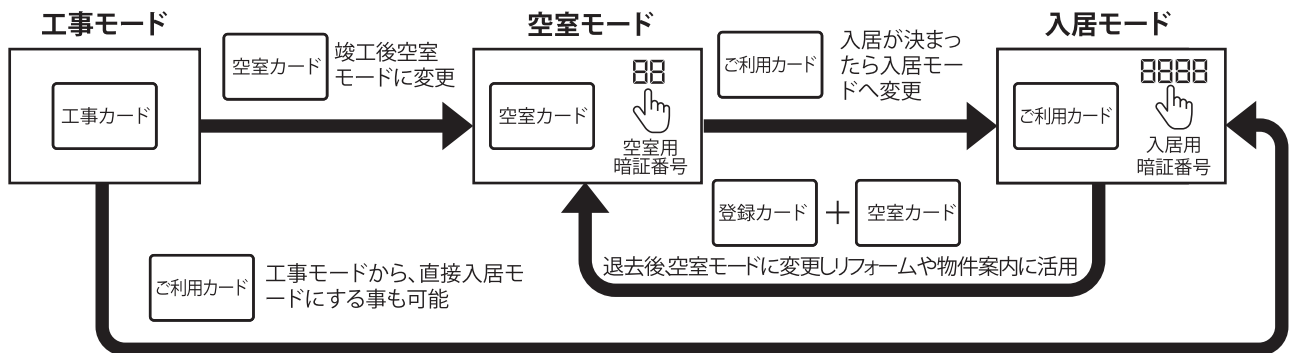 工事モード
空室モード
入居モード
工事カード
空室カード
竣工後空室
モードに変更
空室カード
88
空室用
暗証番号
ご利用カード
入居が決まっ
たら入居モー
ドへ変更
ご利用カード
8888
入居用
暗証番号
登録カード
+
空室カード
退去後、空室モードに変更しリフォームや物件案内に活用
ご利用カード
工事モードから、直接入居モ
ードにする事も可能